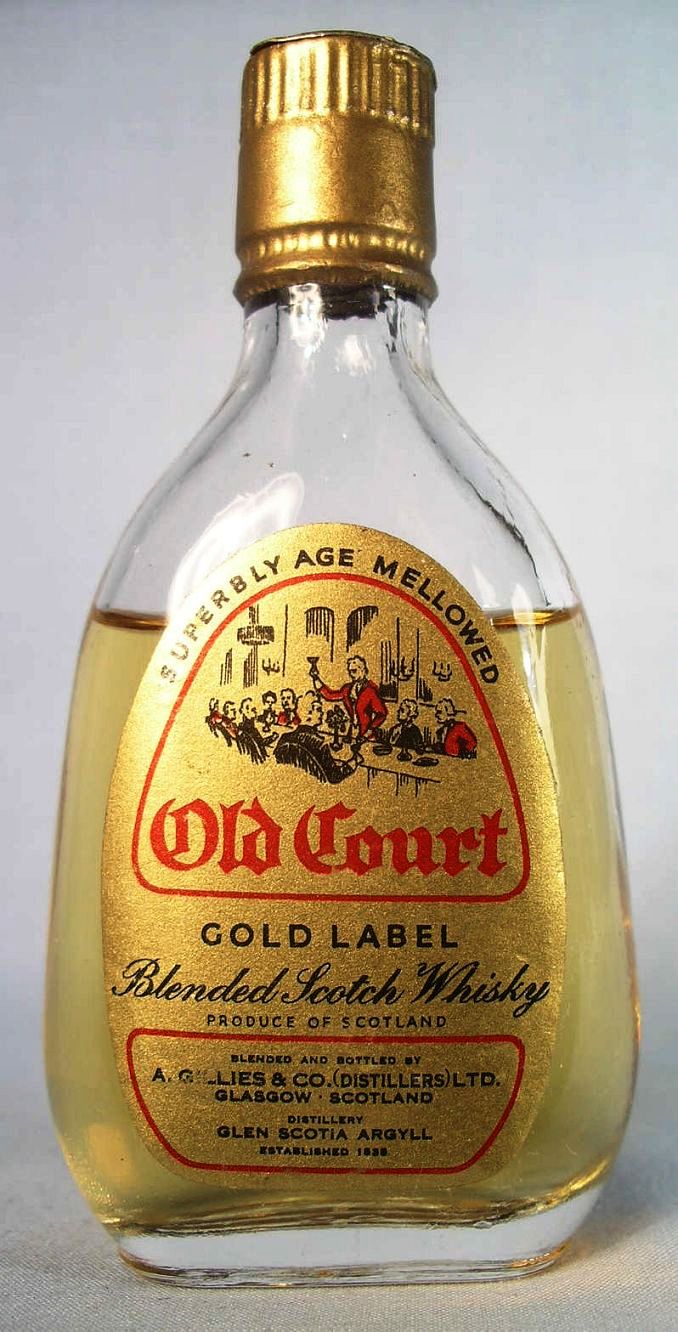 SUPERBLY AGE MELLOWED
Old Court
GOLD LABEL
Blended Scotch Whisky
PRODUCE OF SCOTLAND
BLENDED AND BOTTLED BY
A. GILLIES & CO. (DISTILLERS) LTD.
GLASGOW · SCOTLAND
DISTILLERY
GLEN SCOTIA ARGYLL
ESTABLISHED